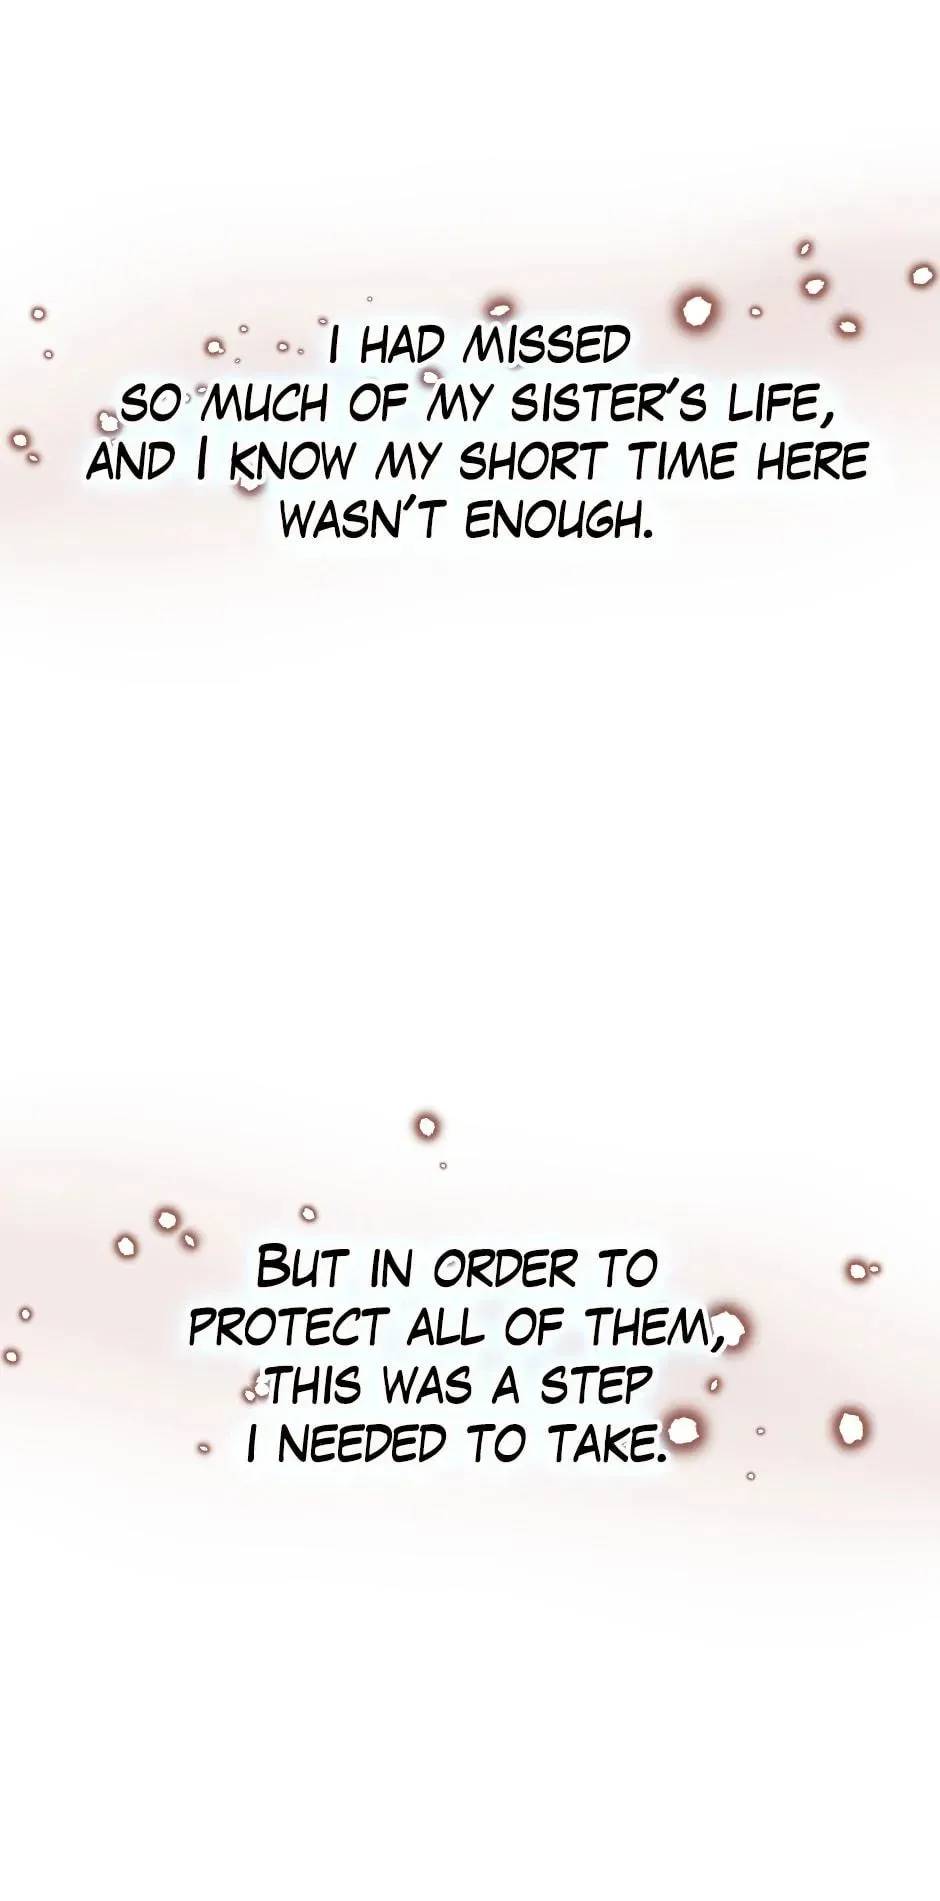 I HAD MISSED
SO MUCH OF MY SISTER'S LIFE,
AND I KNOW MY SHORT TIME HERE
WASN'T ENOUGH.
BUT IN ORDER TO
PROTECT ALL OF THEM,
THIS WAS A STEP
I NEEDED TO TAKE.